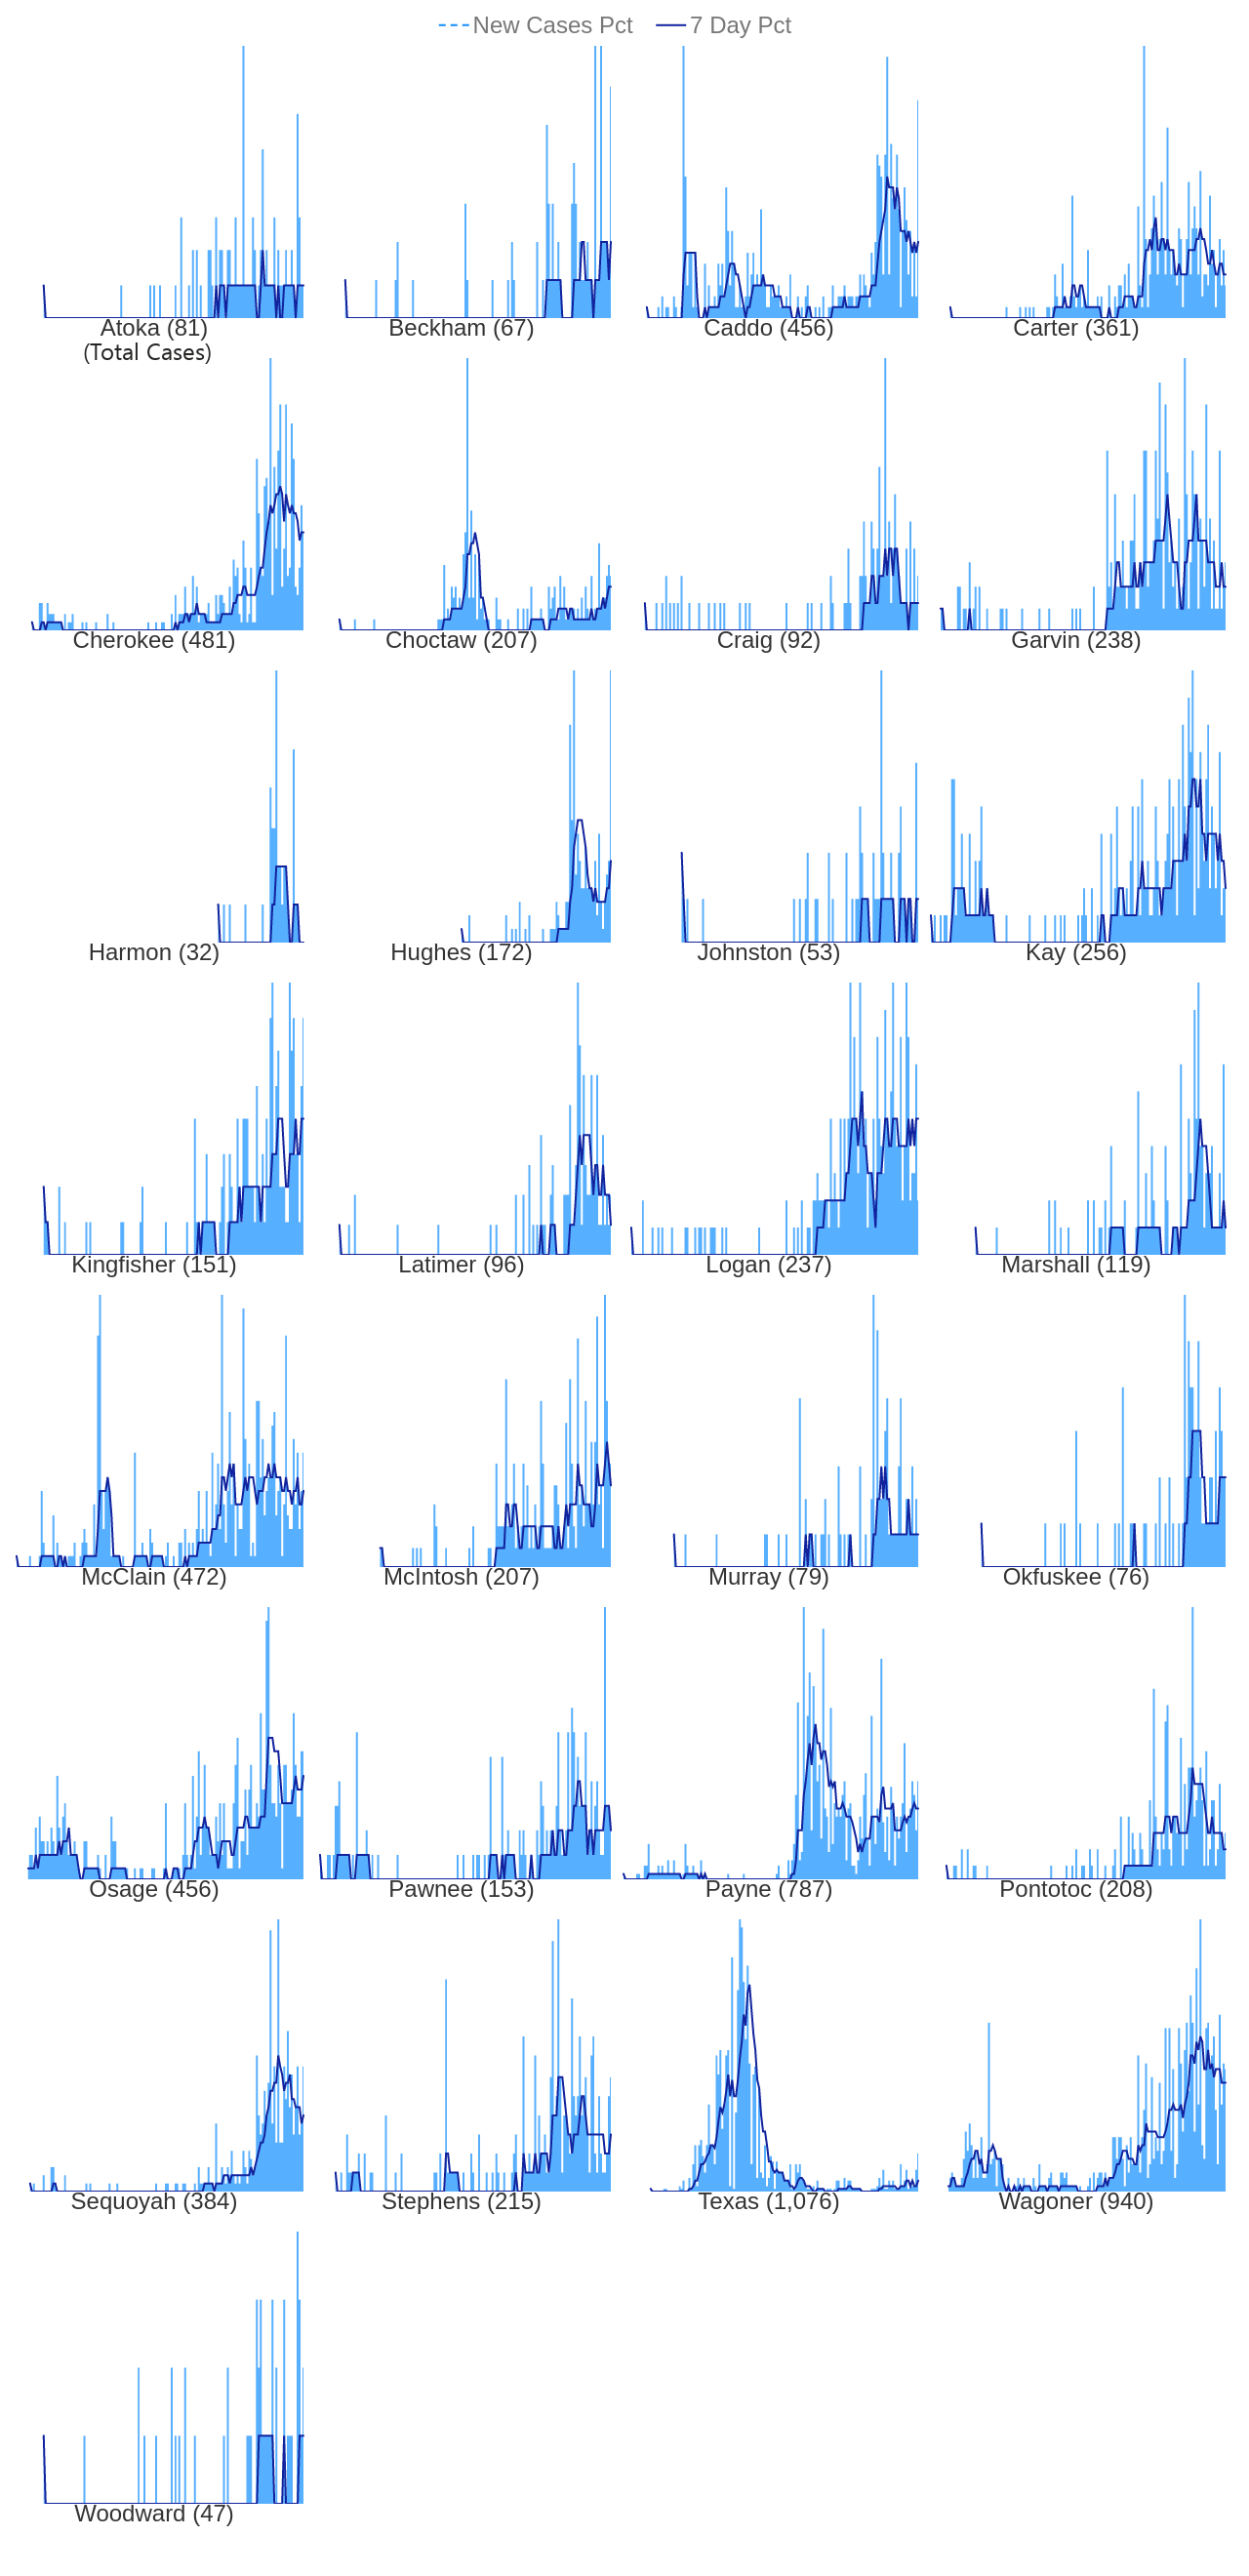 New Cases Pct 7 Day Pct
Atoka (81) Beckham (67) Caddo (456) Carter (361)
(Total Cases)
Cherokee (481) Choctaw (207) Craig (92) Garvin (238)
Harmon (32) Hughes (172) Johnston (53) Kay (256)
Kingfisher (151) Latimer (96) Logan (237) Marshall (119)
McClain (472) McIntosh (207) Murray (79) Okfuskee (76)
Osage (456) Pawnee (153) Payne (787) Pontotoc (208)
Sequoyah (384) Stephens (215) Texas (1,076) Wagoner (940)
Woodward (47)